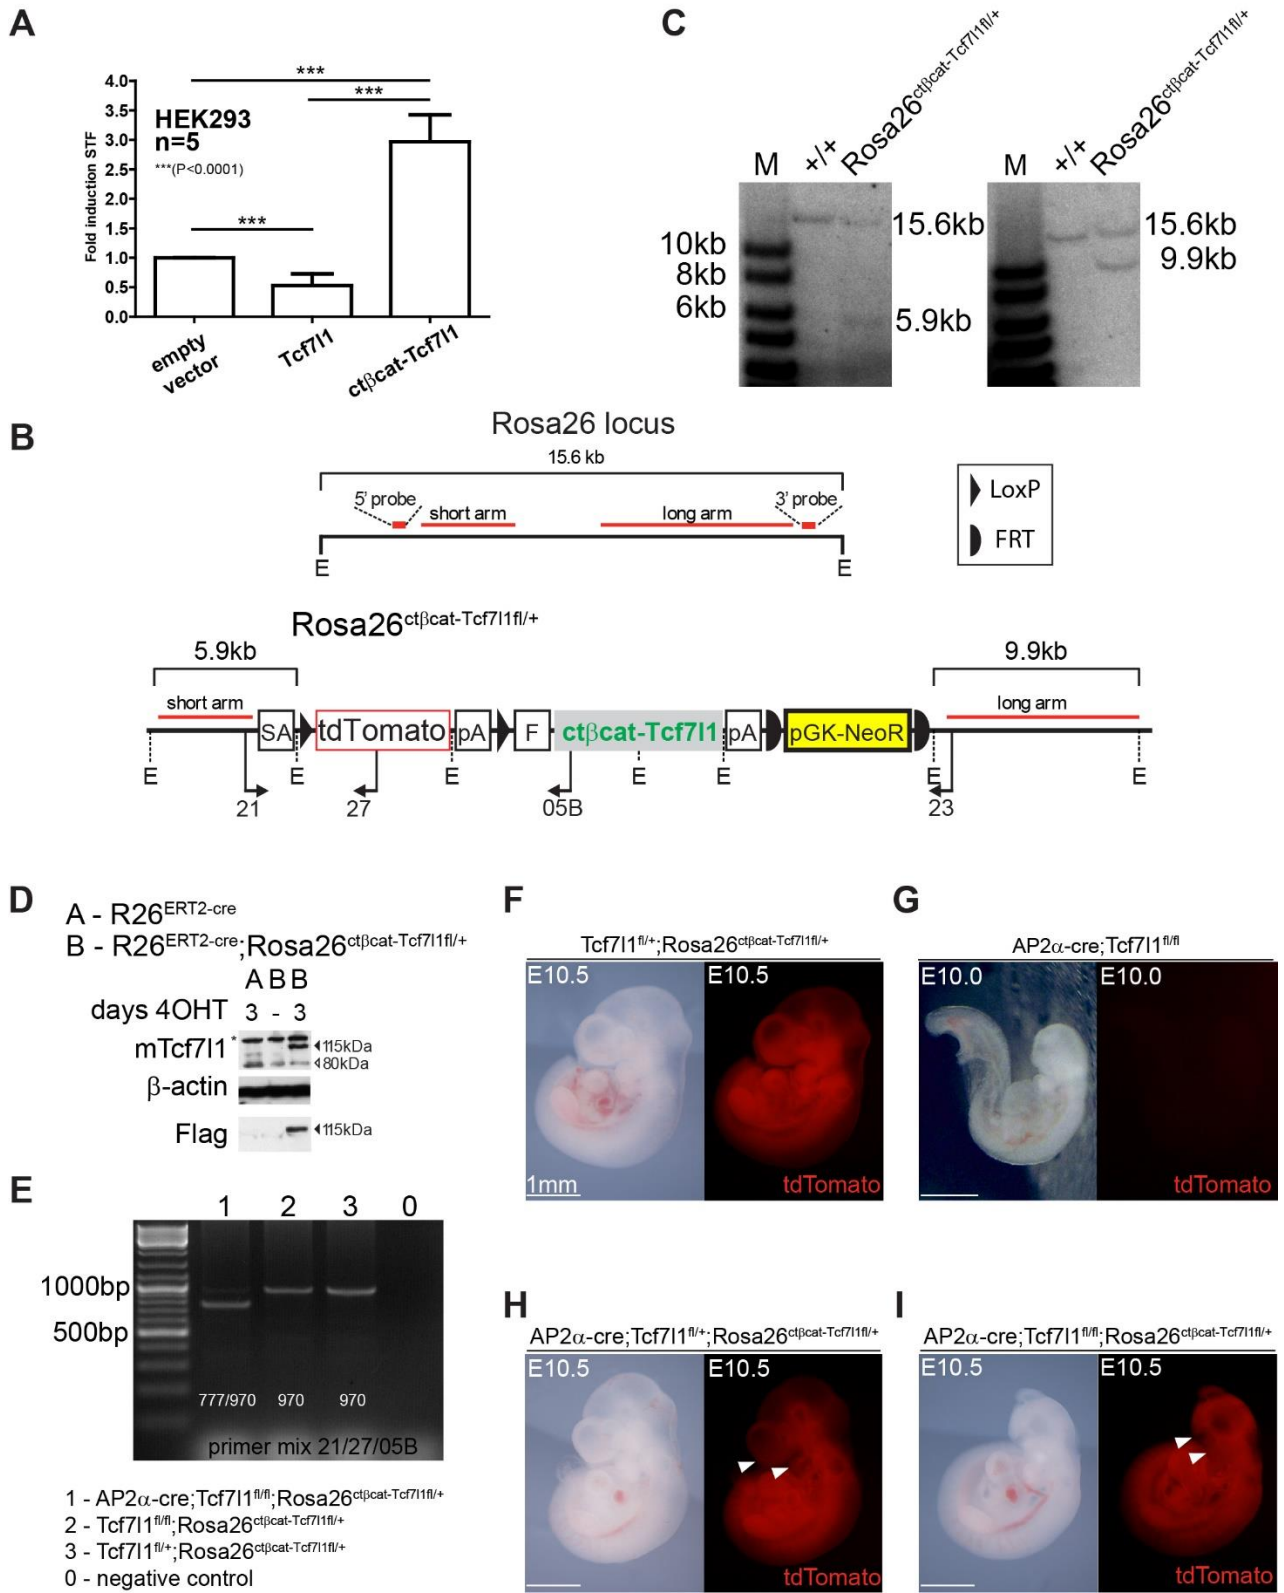 A
4.0
3.5
3.0
2.5
2.0
1.5
1.0
0.5
0.0
Fold induction STF
HEK293
n=5
***(P<0.0001)
***
***
***
empty vector
Tcf7l1
ctβcat-Tcf7l1
C
M
+/+
Rosa26ctβcat-Tcf7l1fl/+
10kb
8kb
6kb
15.6kb
5.9kb
M
+/+
Rosa26ctβcat-Tcf7l1fl/+
15.6kb
9.9kb
B
Rosa26 locus
15.6 kb
5' probe
short arm
long arm
3' probe
E
E
LoxP
FRT
Rosa26ctβcat-Tcf7l1fl/+
5.9kb
9.9kb
short arm
long arm
SA
tdTomato
pA
F
ctβcat-Tcf7l1
pA
pGK-NeoR
E
E
E
E
E
E
E
21
27
05B
23
D
A - R26ERT2-cre
B - R26ERT2-cre;Rosa26ctβcat-Tcf7l1fl/+
A B B
days 4OHT 3 - 3
mTcf7l1 *
115kDa
80kDa
β-actin
Flag
115kDa
E
1 2 3 0
1000bp
500bp
777/970 970 970
primer mix 21/27/05B
1 - AP2α-cre;Tcf7l1fl/fl;Rosa26ctβcat-Tcf7l1fl/+
2 - Tcf7l1fl/fl;Rosa26ctβcat-Tcf7l1fl/+
3 - Tcf7l1fl/+;Rosa26ctβcat-Tcf7l1fl/+
0 - negative control
F
Tcf7l1fl/+;Rosa26ctβcat-Tcf7l1fl/+
E10.5
E10.5
1mm
tdTomato
G
AP2α-cre;Tcf7l1fl/fl
E10.0
E10.0
tdTomato
H
AP2α-cre;Tcf7l1fl/+;Rosa26ctβcat-Tcf7l1fl/+
E10.5
E10.5
tdTomato
I
AP2α-cre;Tcf7l1fl/fl;Rosa26ctβcat-Tcf7l1fl/+
E10.5
E10.5
tdTomato